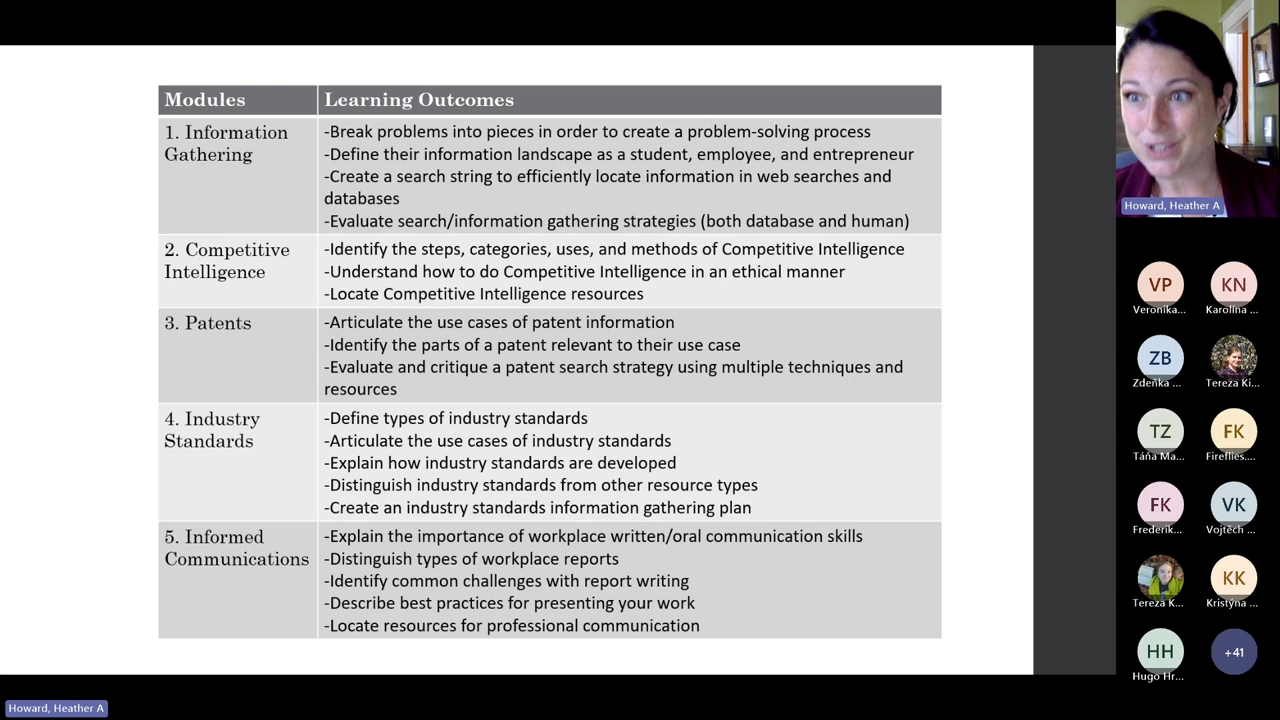 Modules
Learning Outcomes
1. Information
Gathering
-Break problems into pieces in order to create a problem-solving process
-Define their information landscape as a student, employee, and entrepreneur
-Create a search string to efficiently locate information in web searches and
databases
-Evaluate search/information gathering strategies (both database and human)
2. Competitive
Intelligence
-Identify the steps, categories, uses, and methods of Competitive Intelligence
-Understand how to do Competitive Intelligence in an ethical manner
-Locate Competitive Intelligence resources
3. Patents
-Articulate the use cases of patent information
-Identify the parts of a patent relevant to their use case
-Evaluate and critique a patent search strategy using multiple techniques and
resources
4. Industry
Standards
-Define types of industry standards
-Articulate the use cases of industry standards
-Explain how industry standards are developed
-Distinguish industry standards from other resource types
-Create an industry standards information gathering plan
5. Informed
Communications
-Explain the importance of workplace written/oral communication skills
-Distinguish types of workplace reports
-Identify common challenges with report writing
-Describe best practices for presenting your work
-Locate resources for professional communication
Howard, Heather A
VP
Veronika...
KN
Karolína ...
ZB
Zdeňka ...
Tereza Ki...
TZ
Táňa Ma...
FK
Fireflies....
FK
Frederik...
VK
Vojtěch ...
Tereza K...
KK
Kristýna ...
HH
Hugo Hr...
+41
Howard, Heather A